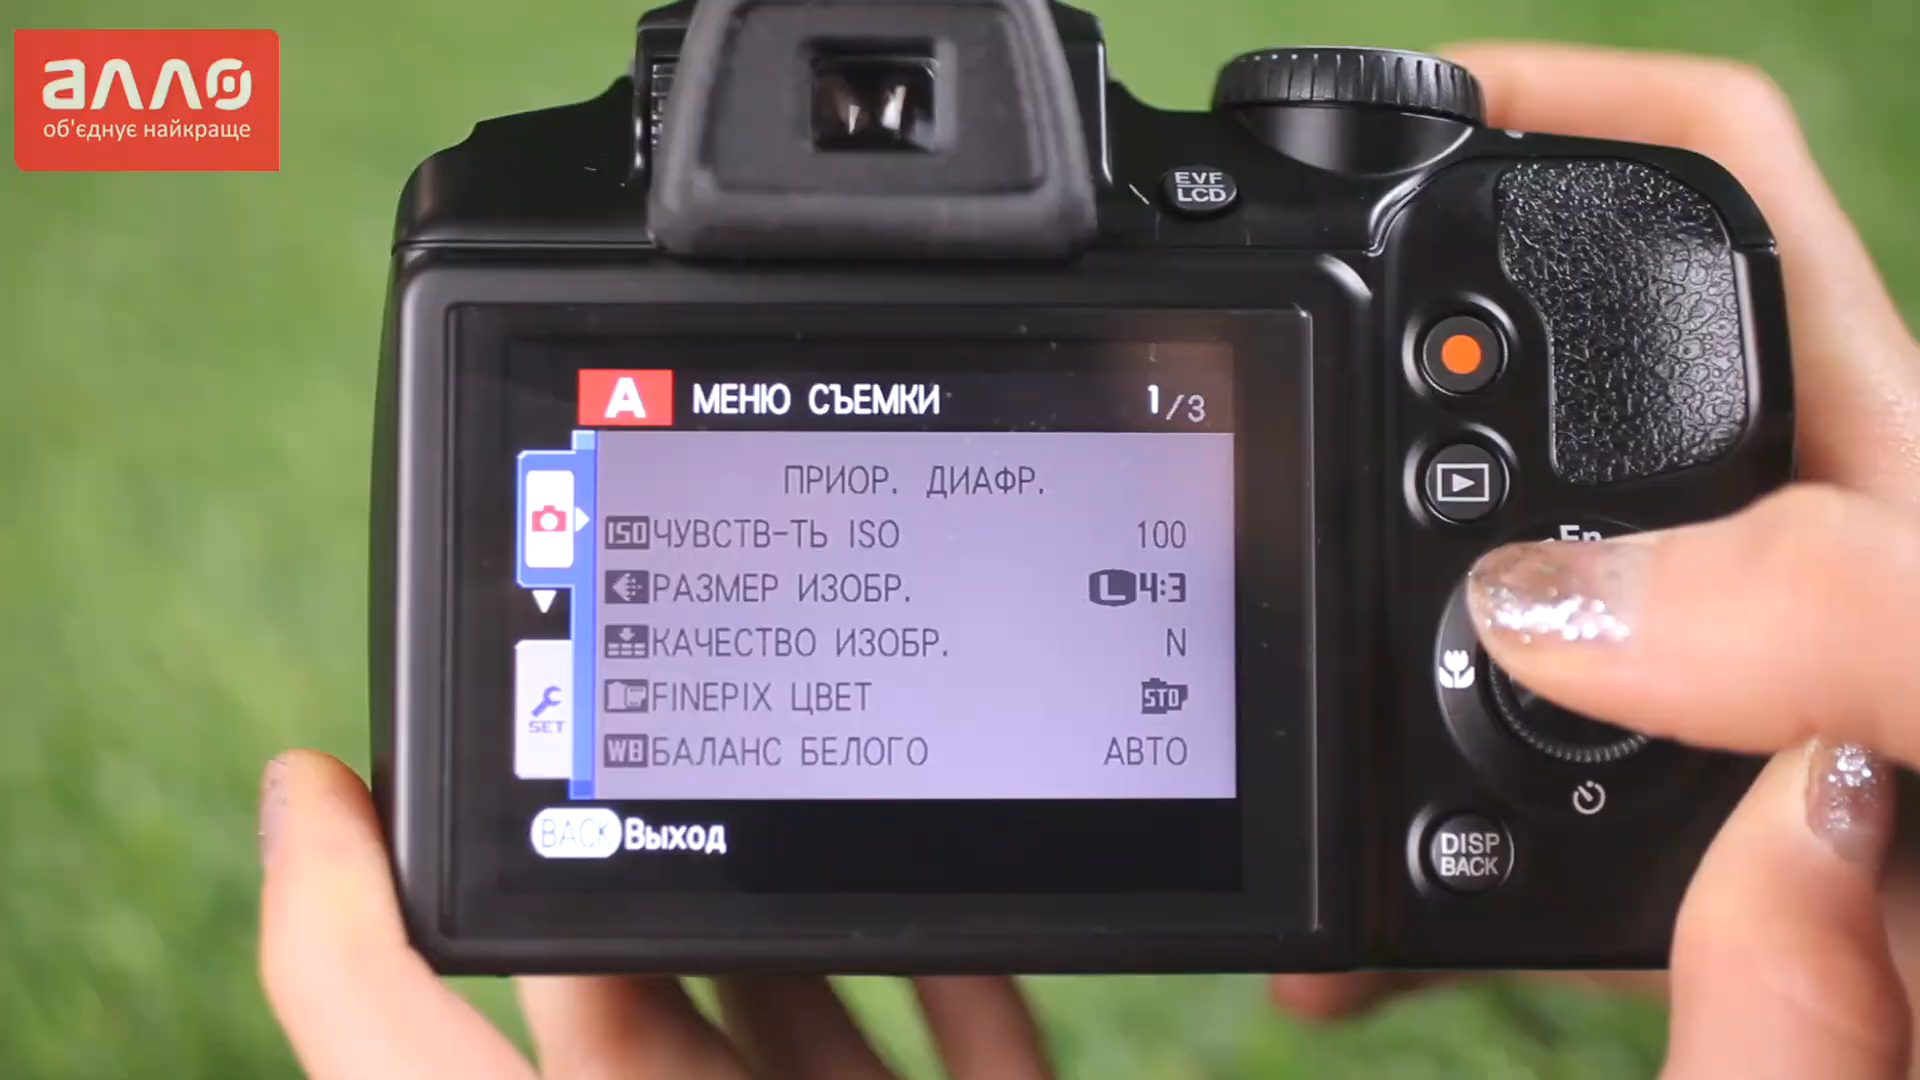 алло
об'єднує найкраще
EVF
LCD
A МЕНЮ СЪЕМКИ 1/3
ПРИОР. ДИАФР.
ISO ЧУВСТВ-ТЬ ISO 100
РАЗМЕР ИЗОБР. L 4:3
КАЧЕСТВО ИЗОБР. N
FINEPIX ЦВЕТ STD
WB БАЛАНС БЕЛОГО АВТО
SET
BACK Выход
DISP
BACK